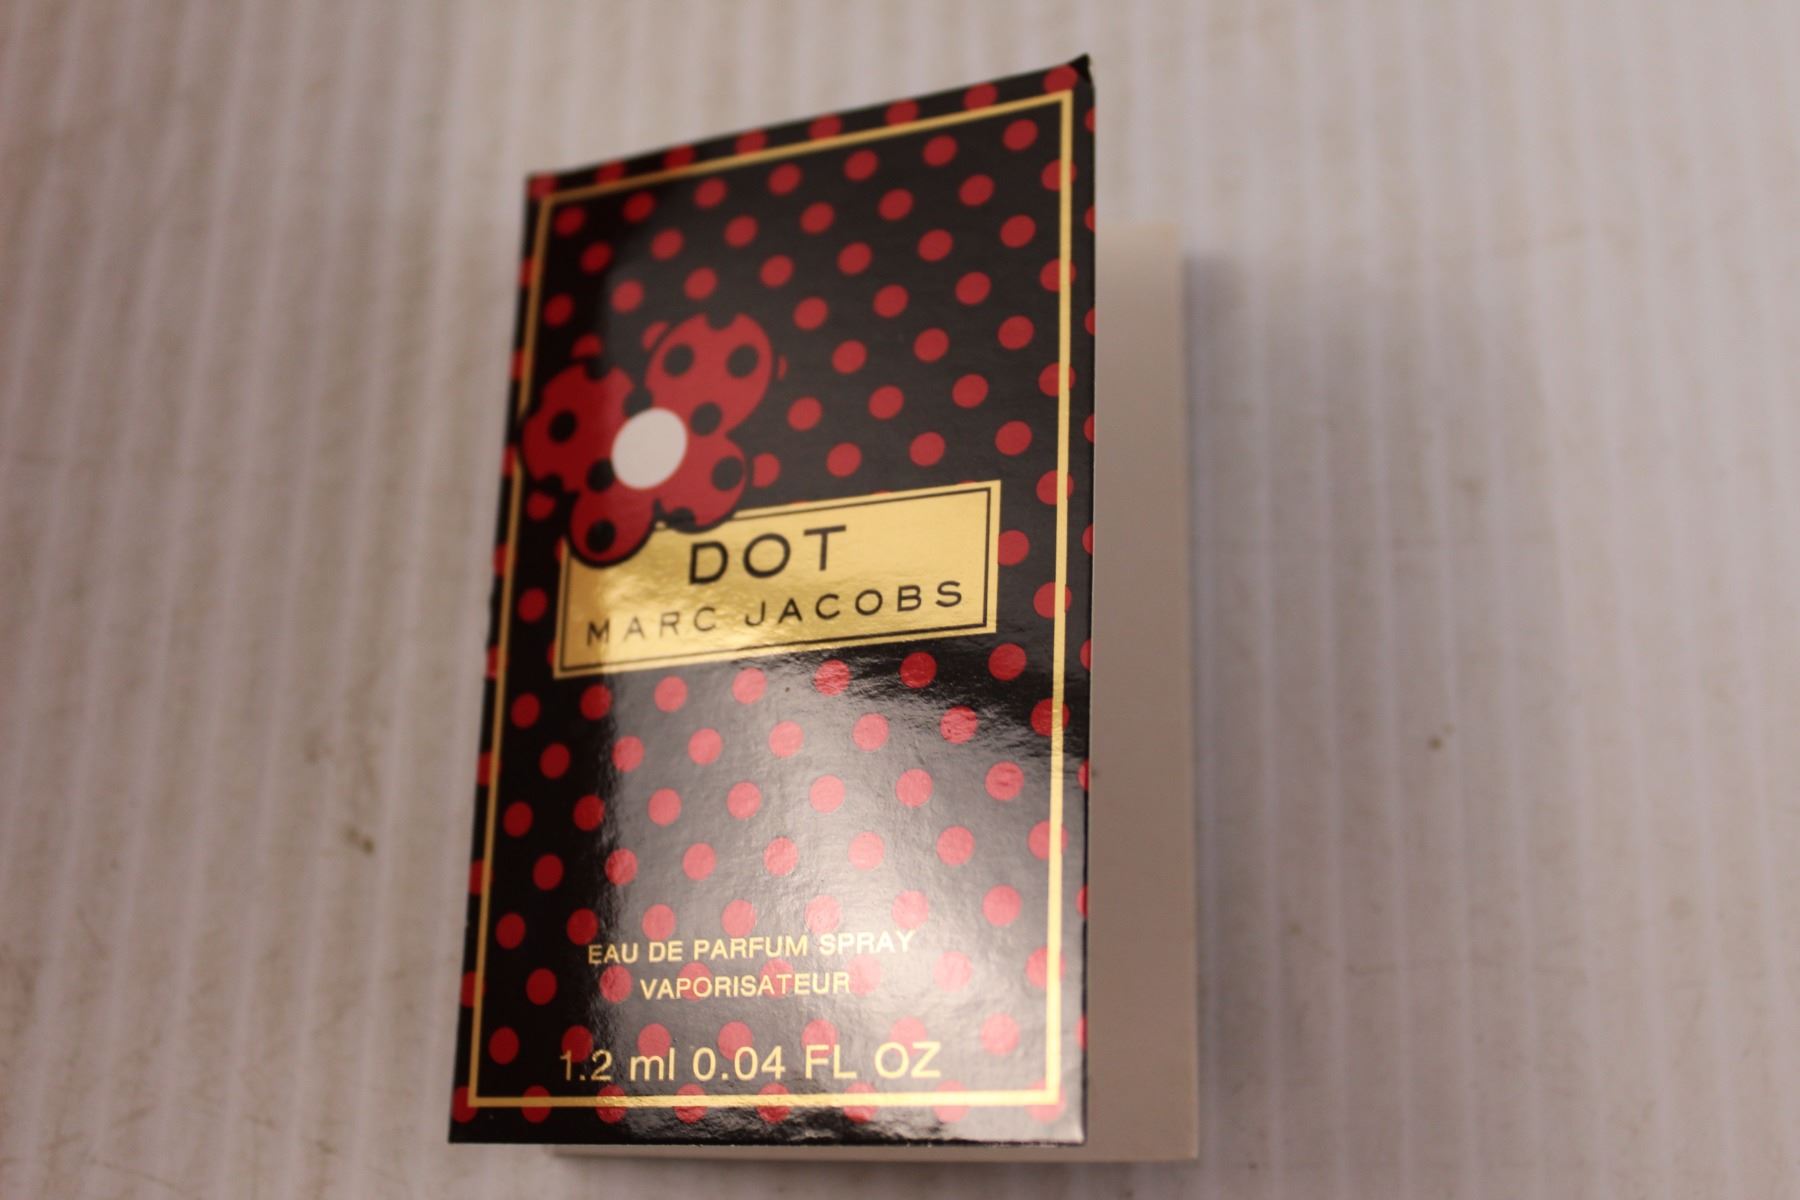 DOT
MARC JACOBS
EAU DE PARFUM SPRAY
VAPORISATEUR
1.2 ml 0.04 FL OZ